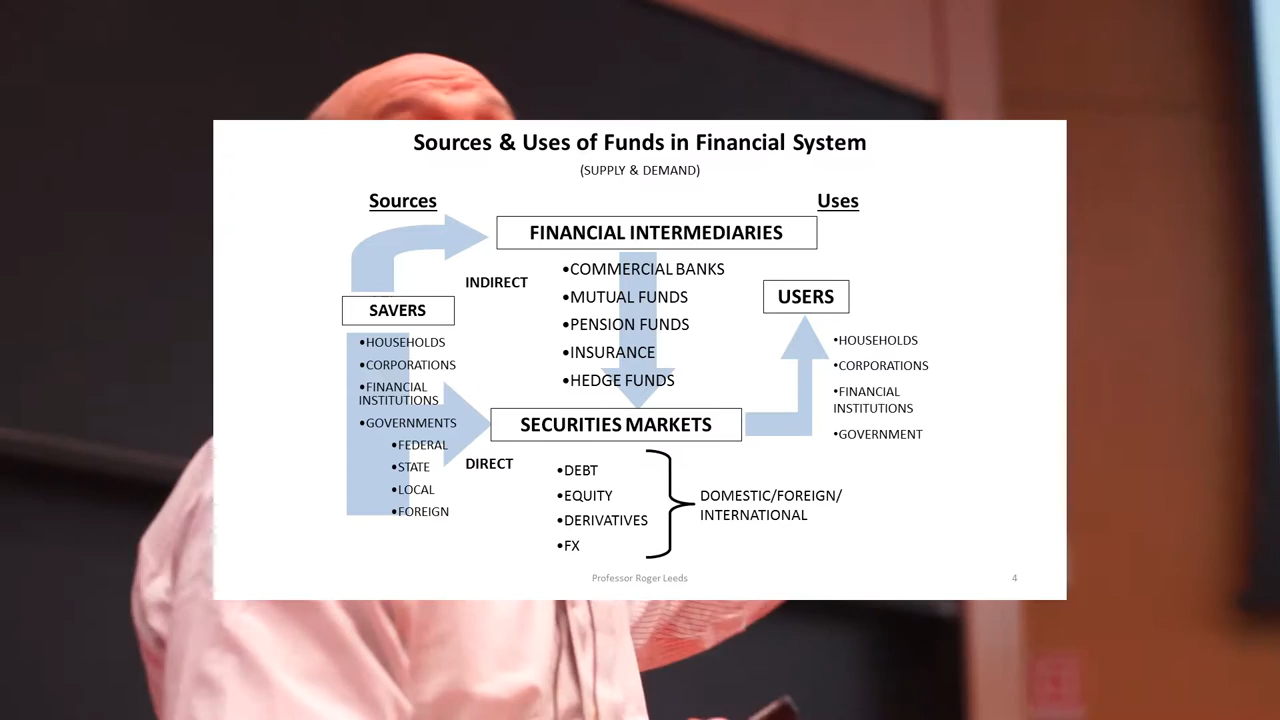 Sources & Uses of Funds in Financial System
(SUPPLY & DEMAND)
Sources
Uses
FINANCIAL INTERMEDIARIES
INDIRECT
•COMMERCIAL BANKS
•MUTUAL FUNDS
•PENSION FUNDS
•INSURANCE
•HEDGE FUNDS
SAVERS
•HOUSEHOLDS
•CORPORATIONS
•FINANCIAL
INSTITUTIONS
•GOVERNMENTS
•FEDERAL
•STATE
•LOCAL
•FOREIGN
USERS
•HOUSEHOLDS
•CORPORATIONS
•FINANCIAL
INSTITUTIONS
•GOVERNMENT
SECURITIES MARKETS
DIRECT
•DEBT
•EQUITY
•DERIVATIVES
•FX
DOMESTIC/FOREIGN/
INTERNATIONAL
Professor Roger Leeds
4